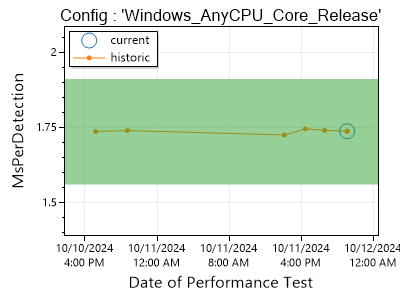 Config : 'Windows_AnyCPU_Core_Release'
current
historic
MsPerDetection
2
1.75
1.5
10/10/2024 10/11/2024 10/11/2024 10/11/2024 10/12/2024
4:00 PM 12:00 AM 8:00 AM 4:00 PM 12:00 AM
Date of Performance Test